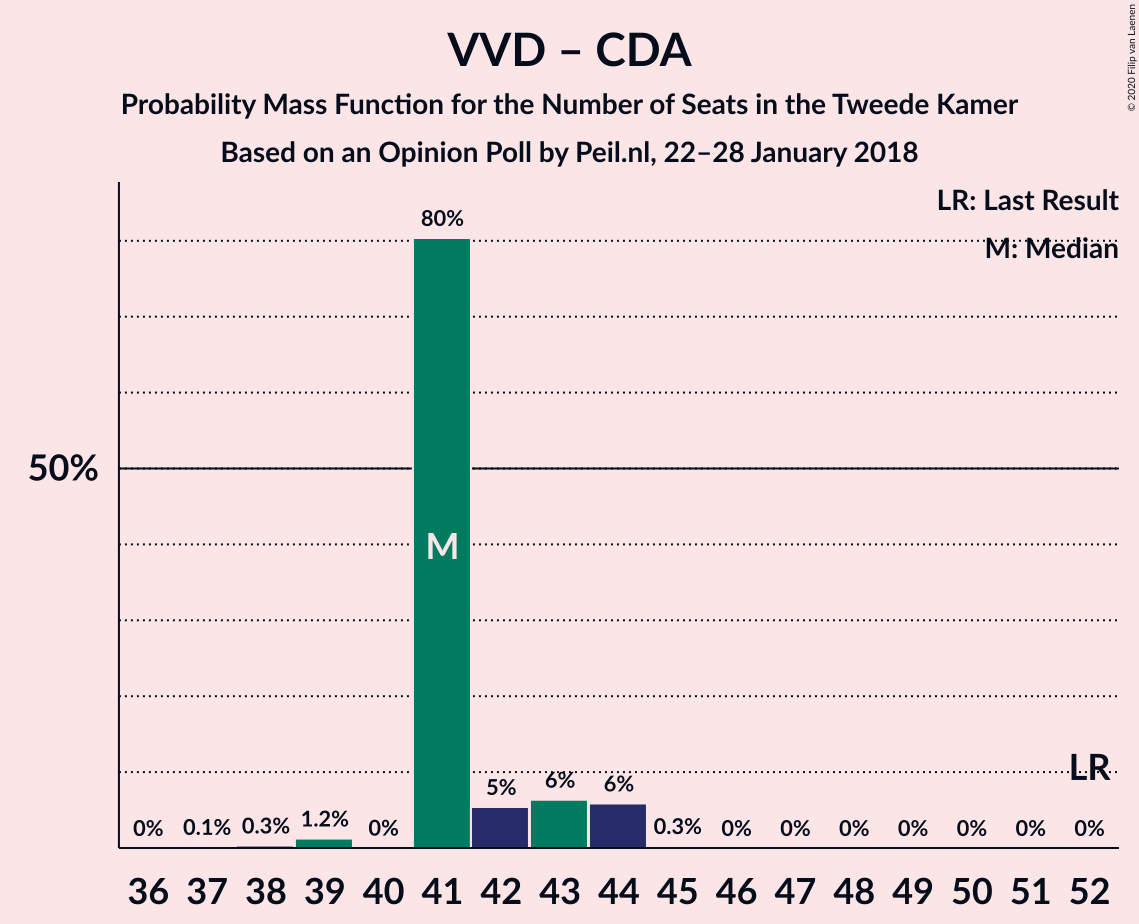 VVD – CDA
Probability Mass Function for the Number of Seats in the Tweede Kamer
Based on an Opinion Poll by Peil.nl, 22–28 January 2018
© 2020 Filip van Laenen
LR: Last Result
M: Median
50%
80%
M
LR
0% 0.1% 0.3% 1.2% 0% 5% 6% 6% 0.3% 0% 0% 0% 0% 0% 0% 0%
36 37 38 39 40 41 42 43 44 45 46 47 48 49 50 51 52